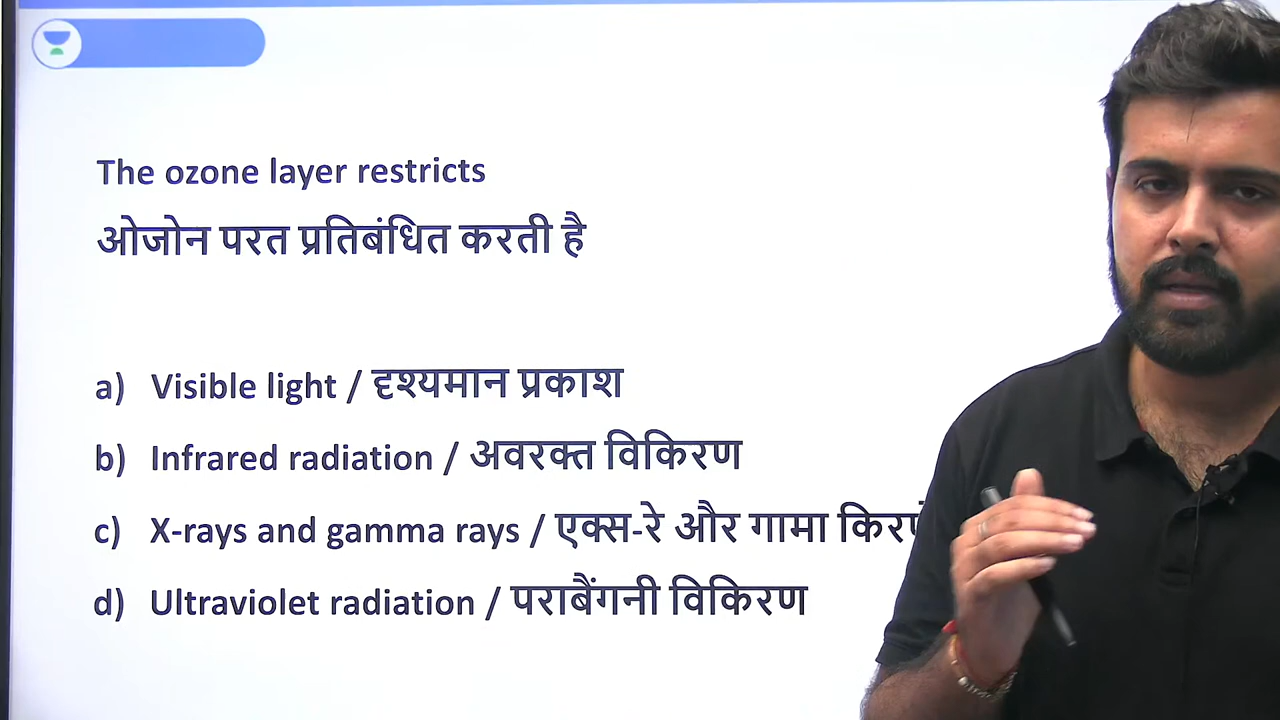 The ozone layer restricts
ओजोन परत प्रतिबंधित करती है
a) Visible light / दृश्यमान प्रकाश
b) Infrared radiation / अवरक्त विकिरण
c) X-rays and gamma rays / एक्स-रे और गामा
d) Ultraviolet radiation / पराबैंगनी विकिरण